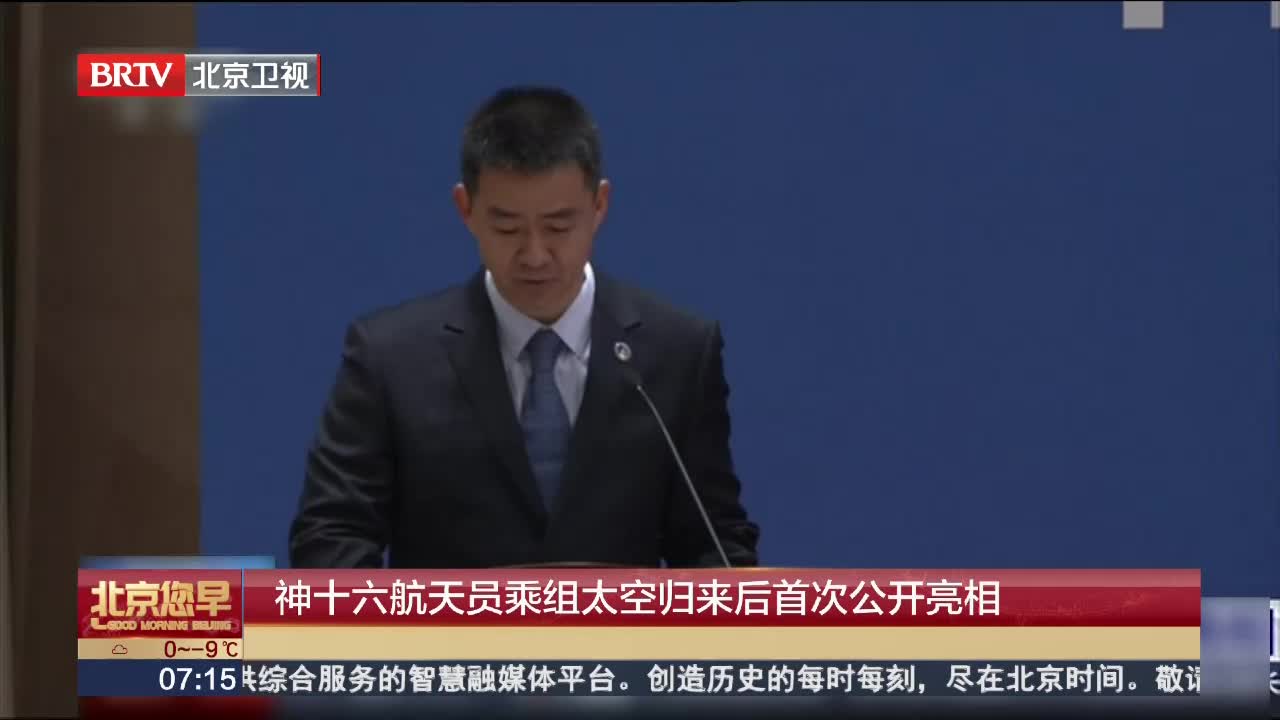 BRTV 北京卫视
北京您早
GOOD MORNING BEIJING
神十六航天员乘组太空归来后首次公开亮相
0~-9℃
07:15
综合服务的智慧融媒体平台。创造历史的每时每刻，尽在北京时间。敬请